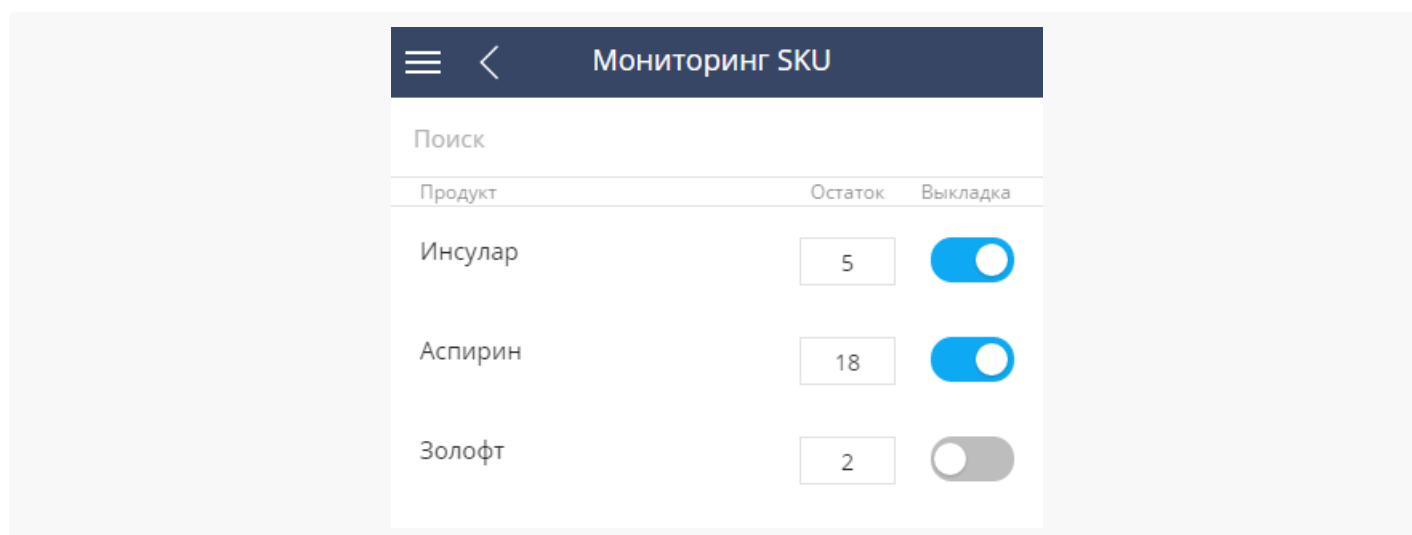 Мониторинг SKU
Поиск
Продукт Остаток Выкладка
Инсулар 5
Аспирин 18
Золофт 2